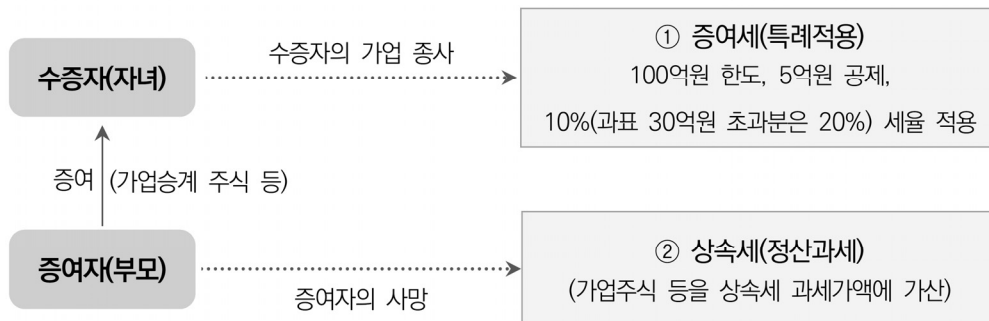 수증자(자녀)
수증자의 가업 종사
① 증여세(특례적용)
100억원 한도, 5억원 공제,
10%(과표 30억원 초과분은 20%) 세율 적용
증여 (가업승계 주식 등)
증여자(부모)
증여자의 사망
② 상속세(정산과세)
(가업주식 등을 상속세 과세가액에 가산)